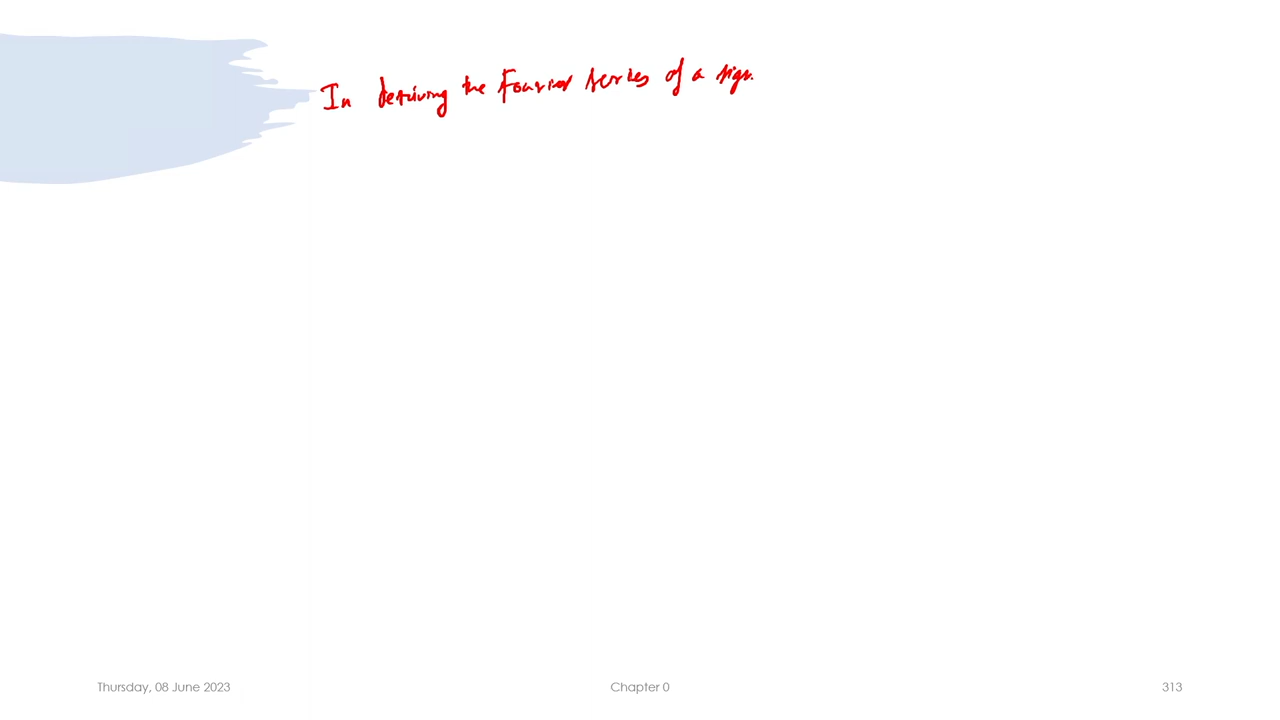 In deriving the Fourier series of a sign
Thursday, 08 June 2023
Chapter 0
313